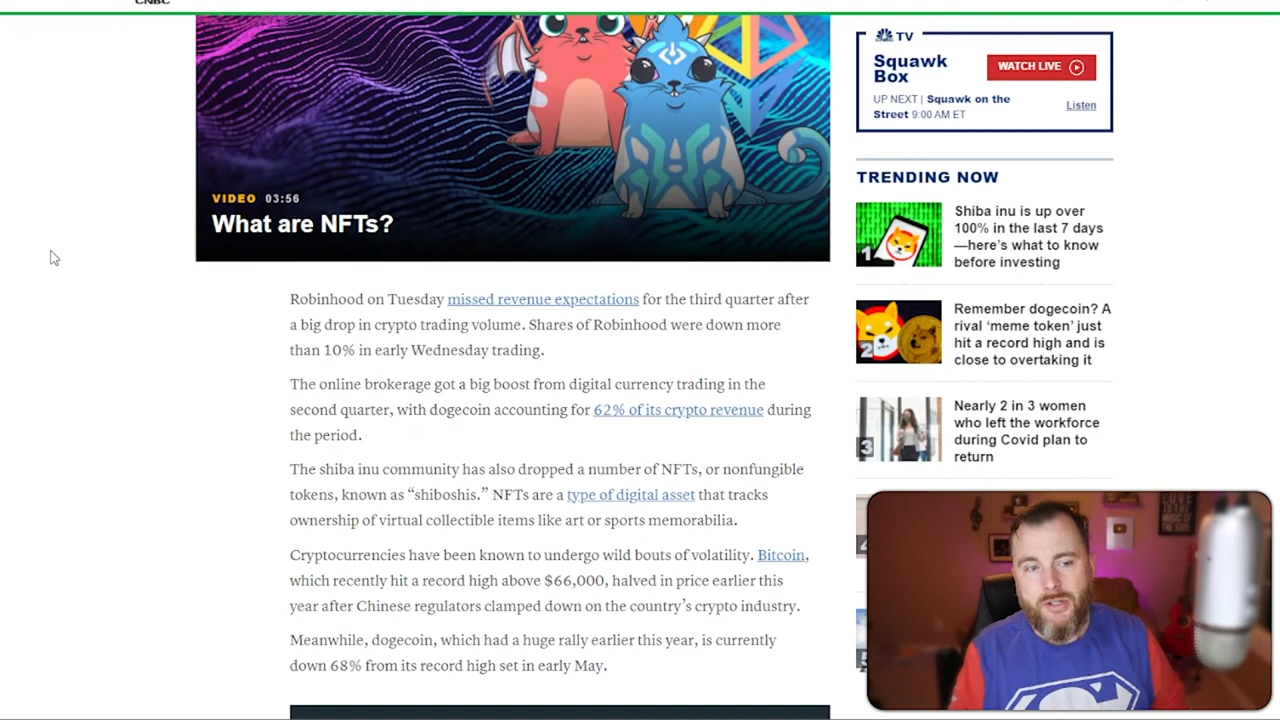 CNBC
VIDEO 03:56
What are NFTs?
Robinhood on Tuesday missed revenue expectations for the third quarter after
a big drop in crypto trading volume. Shares of Robinhood were down more
than 10% in early Wednesday trading.
The online brokerage got a big boost from digital currency trading in the
second quarter, with dogecoin accounting for 62% of its crypto revenue during
the period.
The shiba inu community has also dropped a number of NFTs, or nonfungible
tokens, known as “shiboshis.” NFTs are a type of digital asset that tracks
ownership of virtual collectible items like art or sports memorabilia.
Cryptocurrencies have been known to undergo wild bouts of volatility. Bitcoin,
which recently hit a record high above $66,000, halved in price earlier this
year after Chinese regulators clamped down on the country’s crypto industry.
Meanwhile, dogecoin, which had a huge rally earlier this year, is currently
down 68% from its record high set in early May.
TV
Squawk
Box
WATCH LIVE
UP NEXT | Squawk on the
Street 9:00 AM ET
Listen
TRENDING NOW
1
Shiba inu is up over
100% in the last 7 days
—here’s what to know
before investing
2
Remember dogecoin? A
rival ‘meme token’ just
hit a record high and is
close to overtaking it
3
Nearly 2 in 3 women
who left the workforce
during Covid plan to
return
4
5
LOVE
IS THE
MUSIC